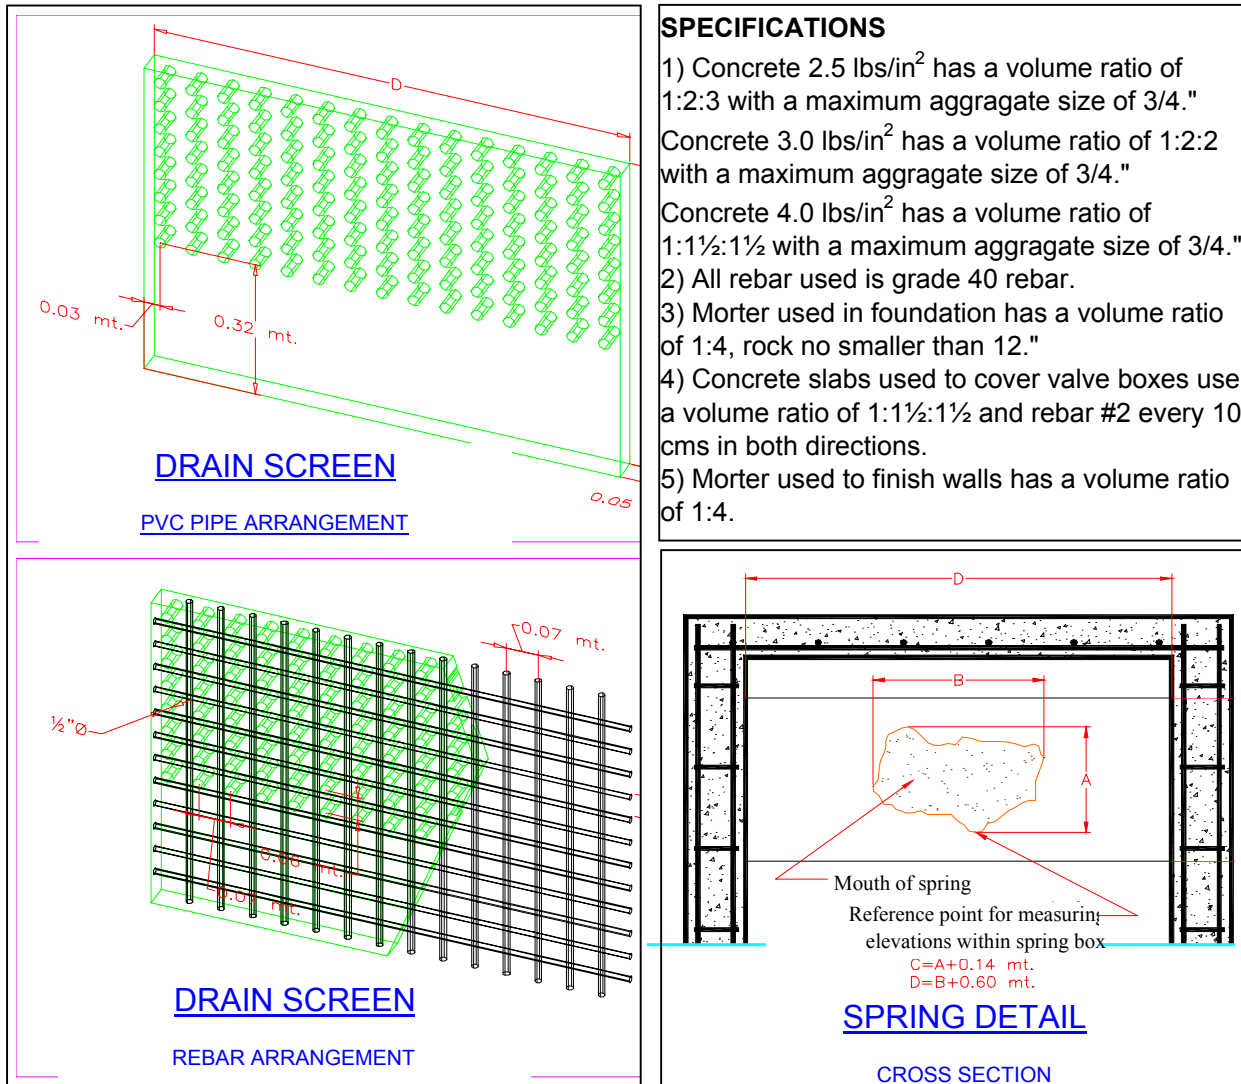 D
0.03 mt.
0.32 mt.
0.05
DRAIN SCREEN
PVC PIPE ARRANGEMENT
SPECIFICATIONS
1) Concrete 2.5 lbs/in² has a volume ratio of
1:2:3 with a maximum aggragate size of 3/4."
Concrete 3.0 lbs/in² has a volume ratio of 1:2:2
with a maximum aggragate size of 3/4."
Concrete 4.0 lbs/in² has a volume ratio of
1:1½:1½ with a maximum aggragate size of 3/4."
2) All rebar used is grade 40 rebar.
3) Morter used in foundation has a volume ratio
of 1:4, rock no smaller than 12."
4) Concrete slabs used to cover valve boxes use
a volume ratio of 1:1½:1½ and rebar #2 every 10
cms in both directions.
5) Morter used to finish walls has a volume ratio
of 1:4.
0.07 mt.
½"Ø
0.06 mt.
mt.
DRAIN SCREEN
REBAR ARRANGEMENT
D
B
A
Mouth of spring
Reference point for measuring
elevations within spring box
C=A+0.14 mt.
D=B+0.60 mt.
SPRING DETAIL
CROSS SECTION